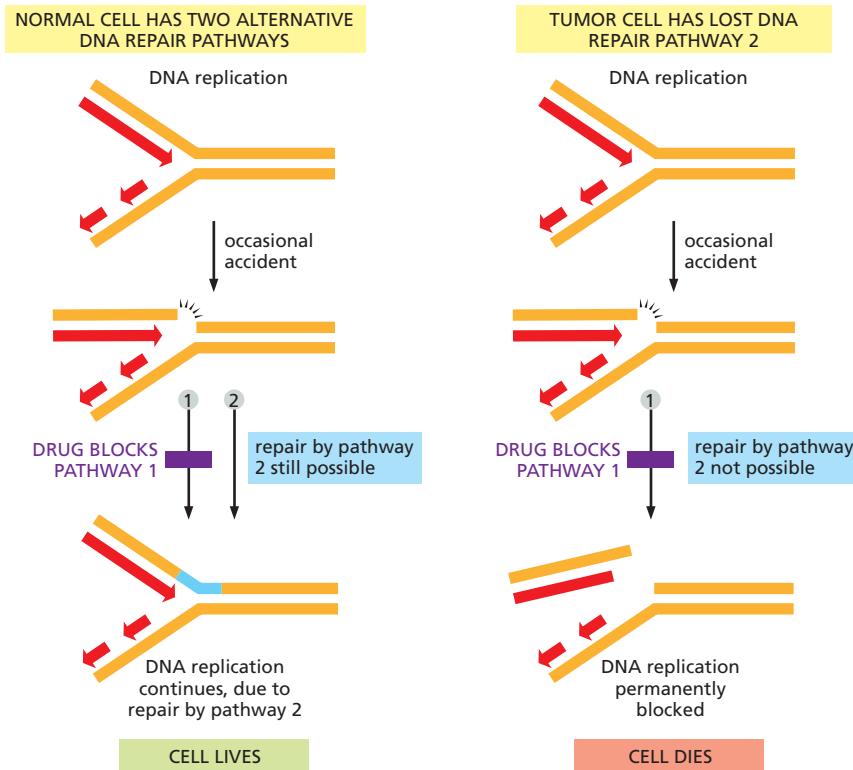 NORMAL CELL HAS TWO ALTERNATIVE
DNA REPAIR PATHWAYS
DNA replication
occasional
accident
1
2
DRUG BLOCKS
PATHWAY 1
repair by pathway
2 still possible
DNA replication
continues, due to
repair by pathway 2
CELL LIVES
TUMOR CELL HAS LOST DNA
REPAIR PATHWAY 2
DNA replication
occasional
accident
1
DRUG BLOCKS
PATHWAY 1
repair by pathway
2 not possible
DNA replication
permanently
blocked
CELL DIES